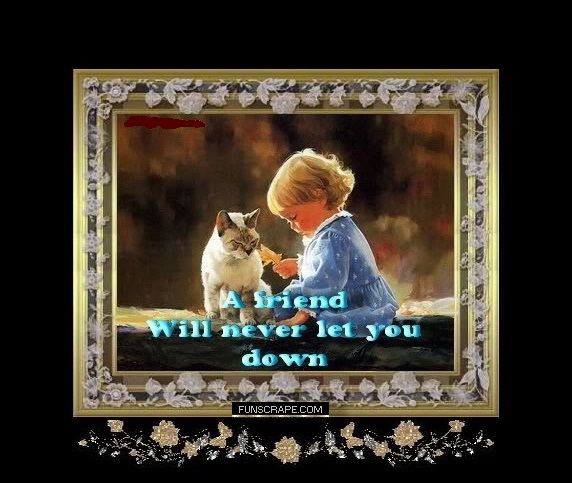 A friend
Will never let you
down
FUNSCRAPE.COM